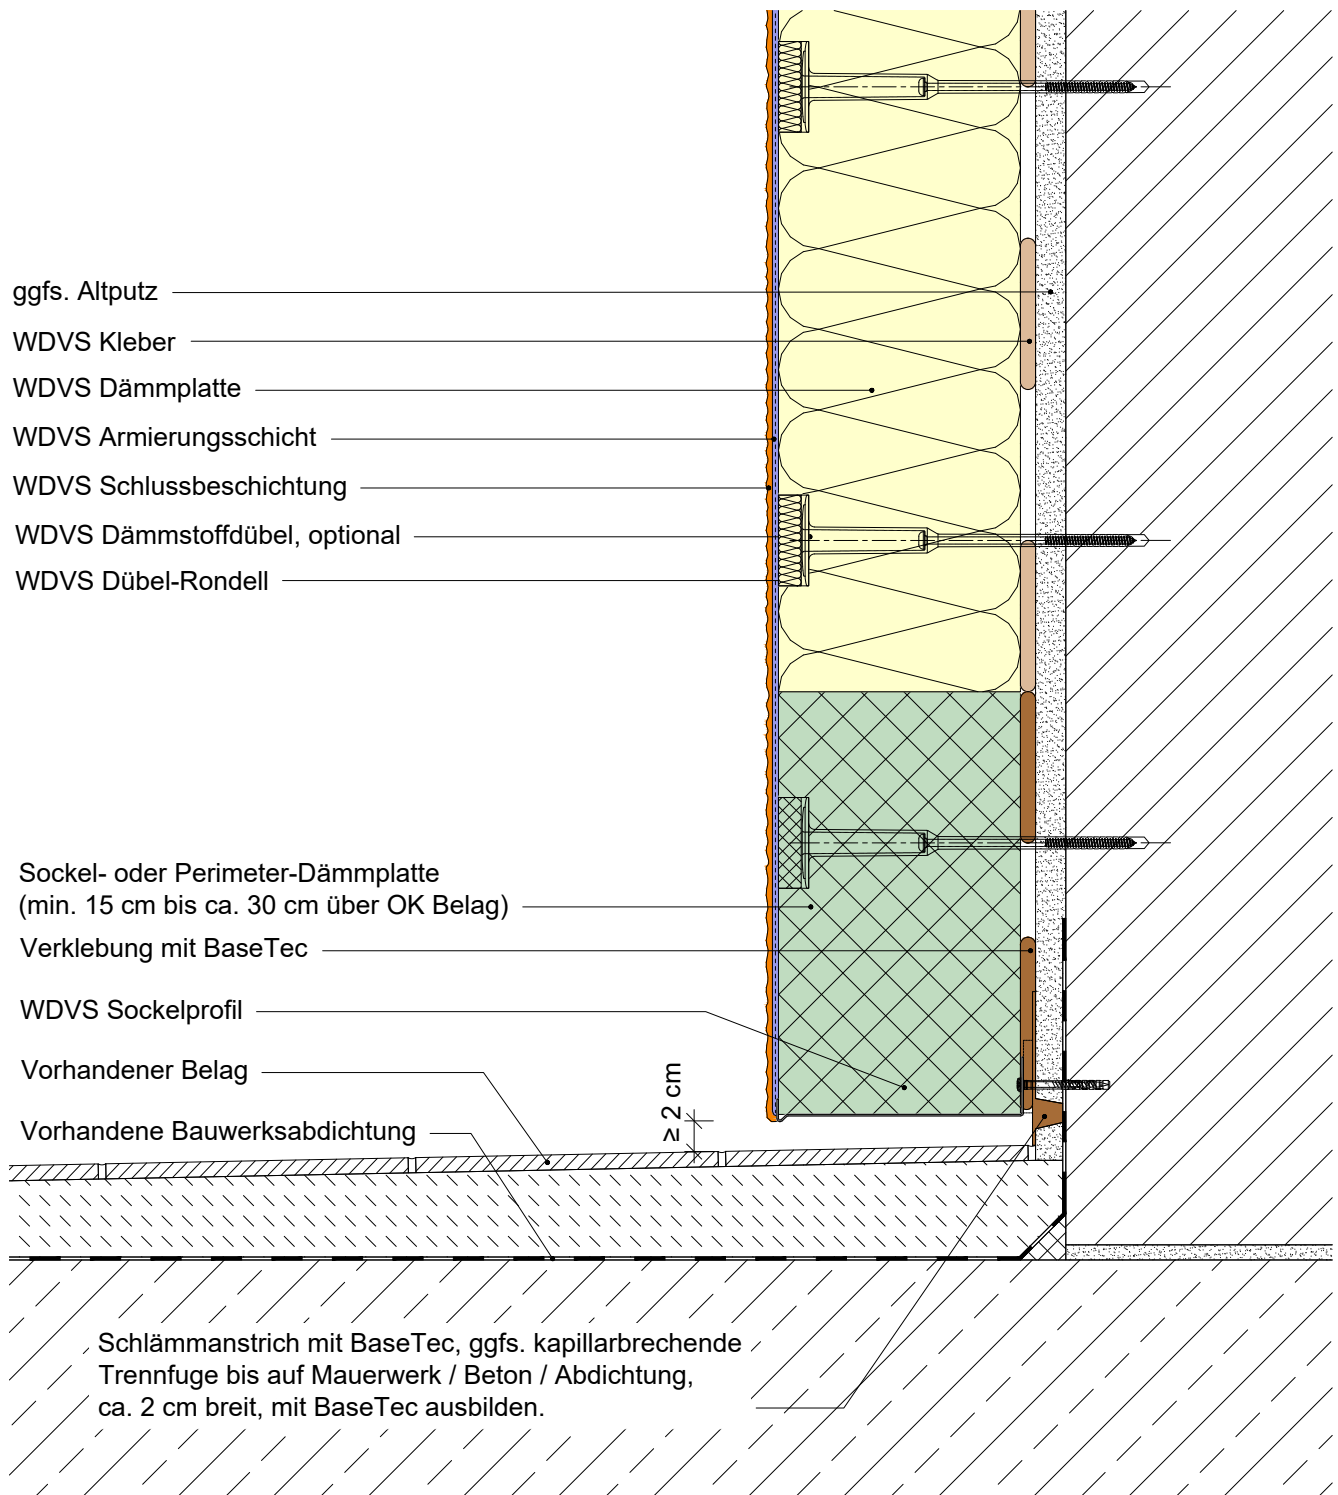 ggfs. Altputz
WDVS Kleber
WDVS Dämmplatte
WDVS Armierungsschicht
WDVS Schlussbeschichtung
WDVS Dämmstoffdübel, optional
WDVS Dübel-Rondell
Sockel- oder Perimeter-Dämmplatte
(min. 15 cm bis ca. 30 cm über OK Belag)
Verklebung mit BaseTec
WDVS Sockelprofil
Vorhandener Belag
≥ 2 cm
Vorhandene Bauwerksabdichtung
Schlämmanstrich mit BaseTec, ggfs. kapillarbrechende
Trennfuge bis auf Mauerwerk / Beton / Abdichtung,
ca. 2 cm breit, mit BaseTec ausbilden.